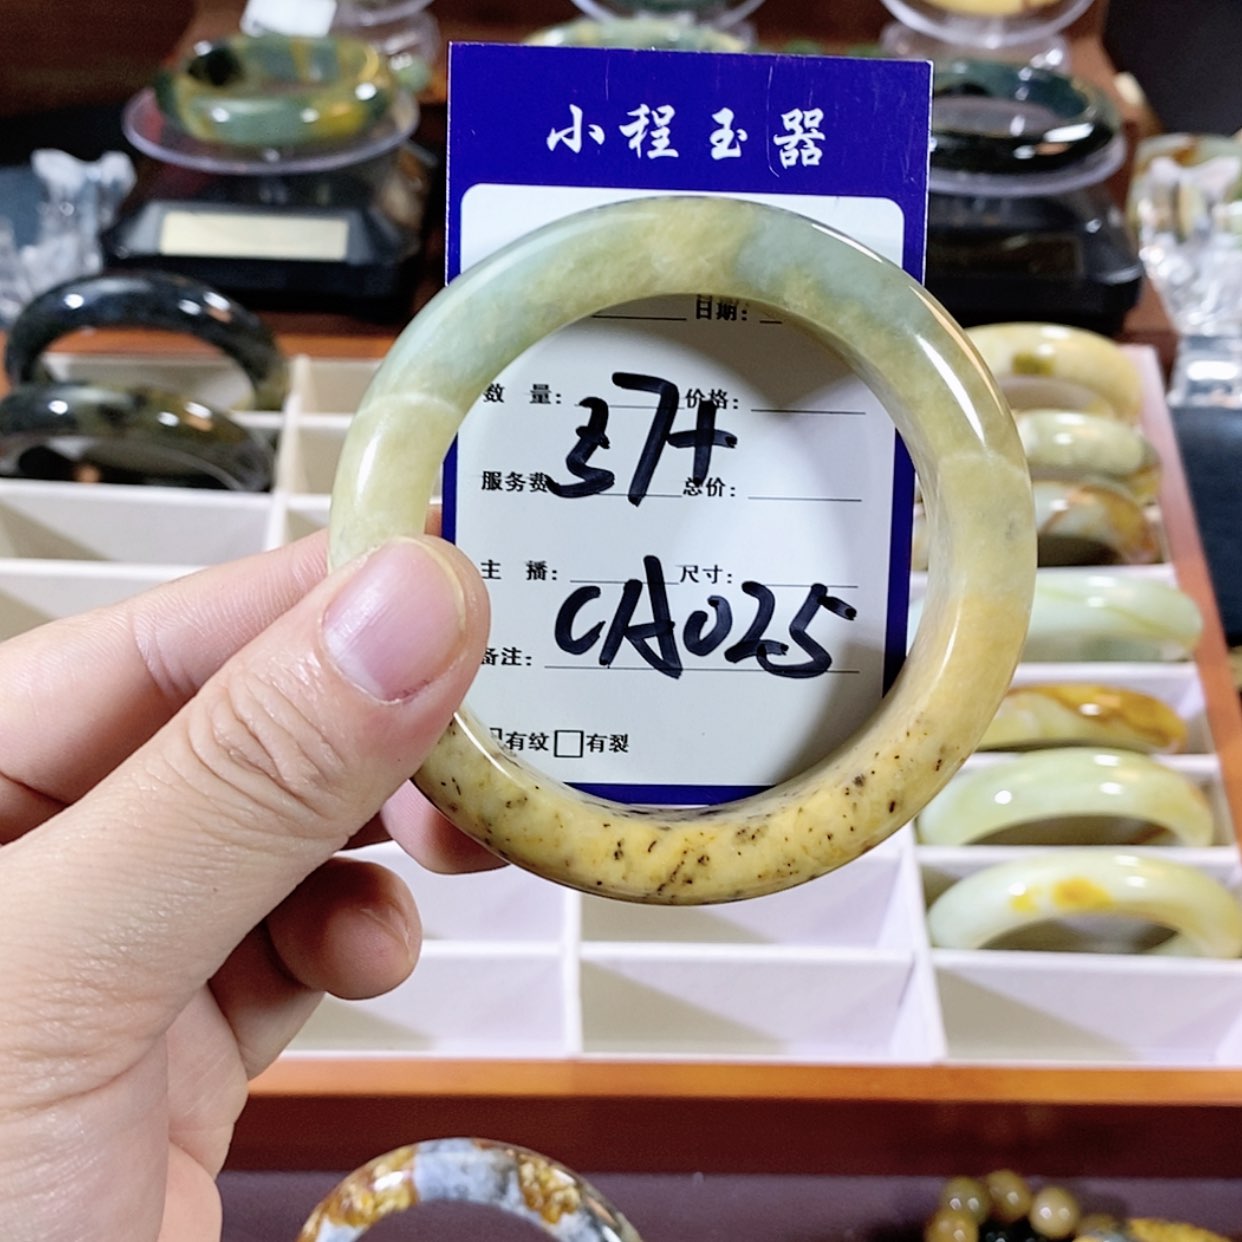 小程玉器
日期：
数 量： 价格：
57+
服务费 总价：
主 播： 尺寸：
CA025
备注：
有纹 有裂